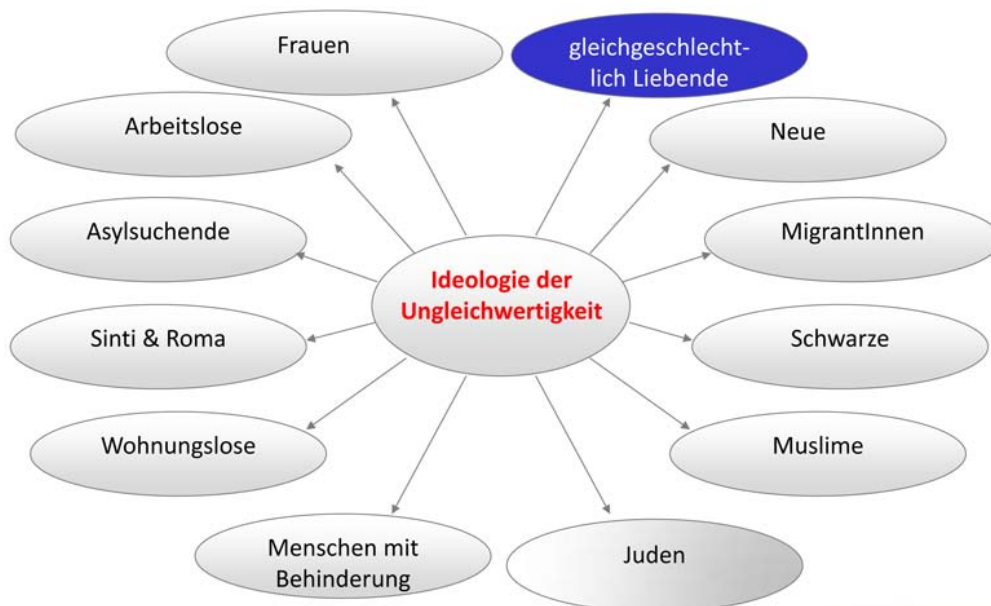 Frauen
gleichgeschlecht-
lich Liebende
Arbeitslose
Neue
Asylsuchende
MigrantInnen
Ideologie der
Ungleichwertigkeit
Sinti & Roma
Schwarze
Wohnungslose
Muslime
Menschen mit
Behinderung
Juden